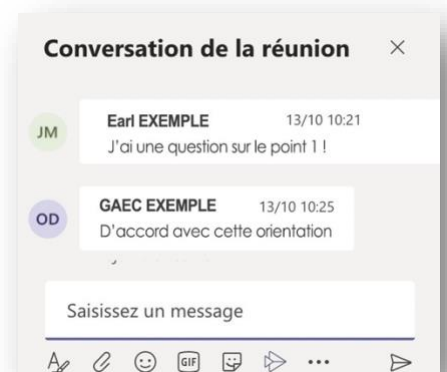 Conversation de la réunion
JM
Earl EXEMPLE 13/10 10:21
J'ai une question sur le point 1 !
OD
GAEC EXEMPLE 13/10 10:25
D'accord avec cette orientation
Saisissez un message
GIF